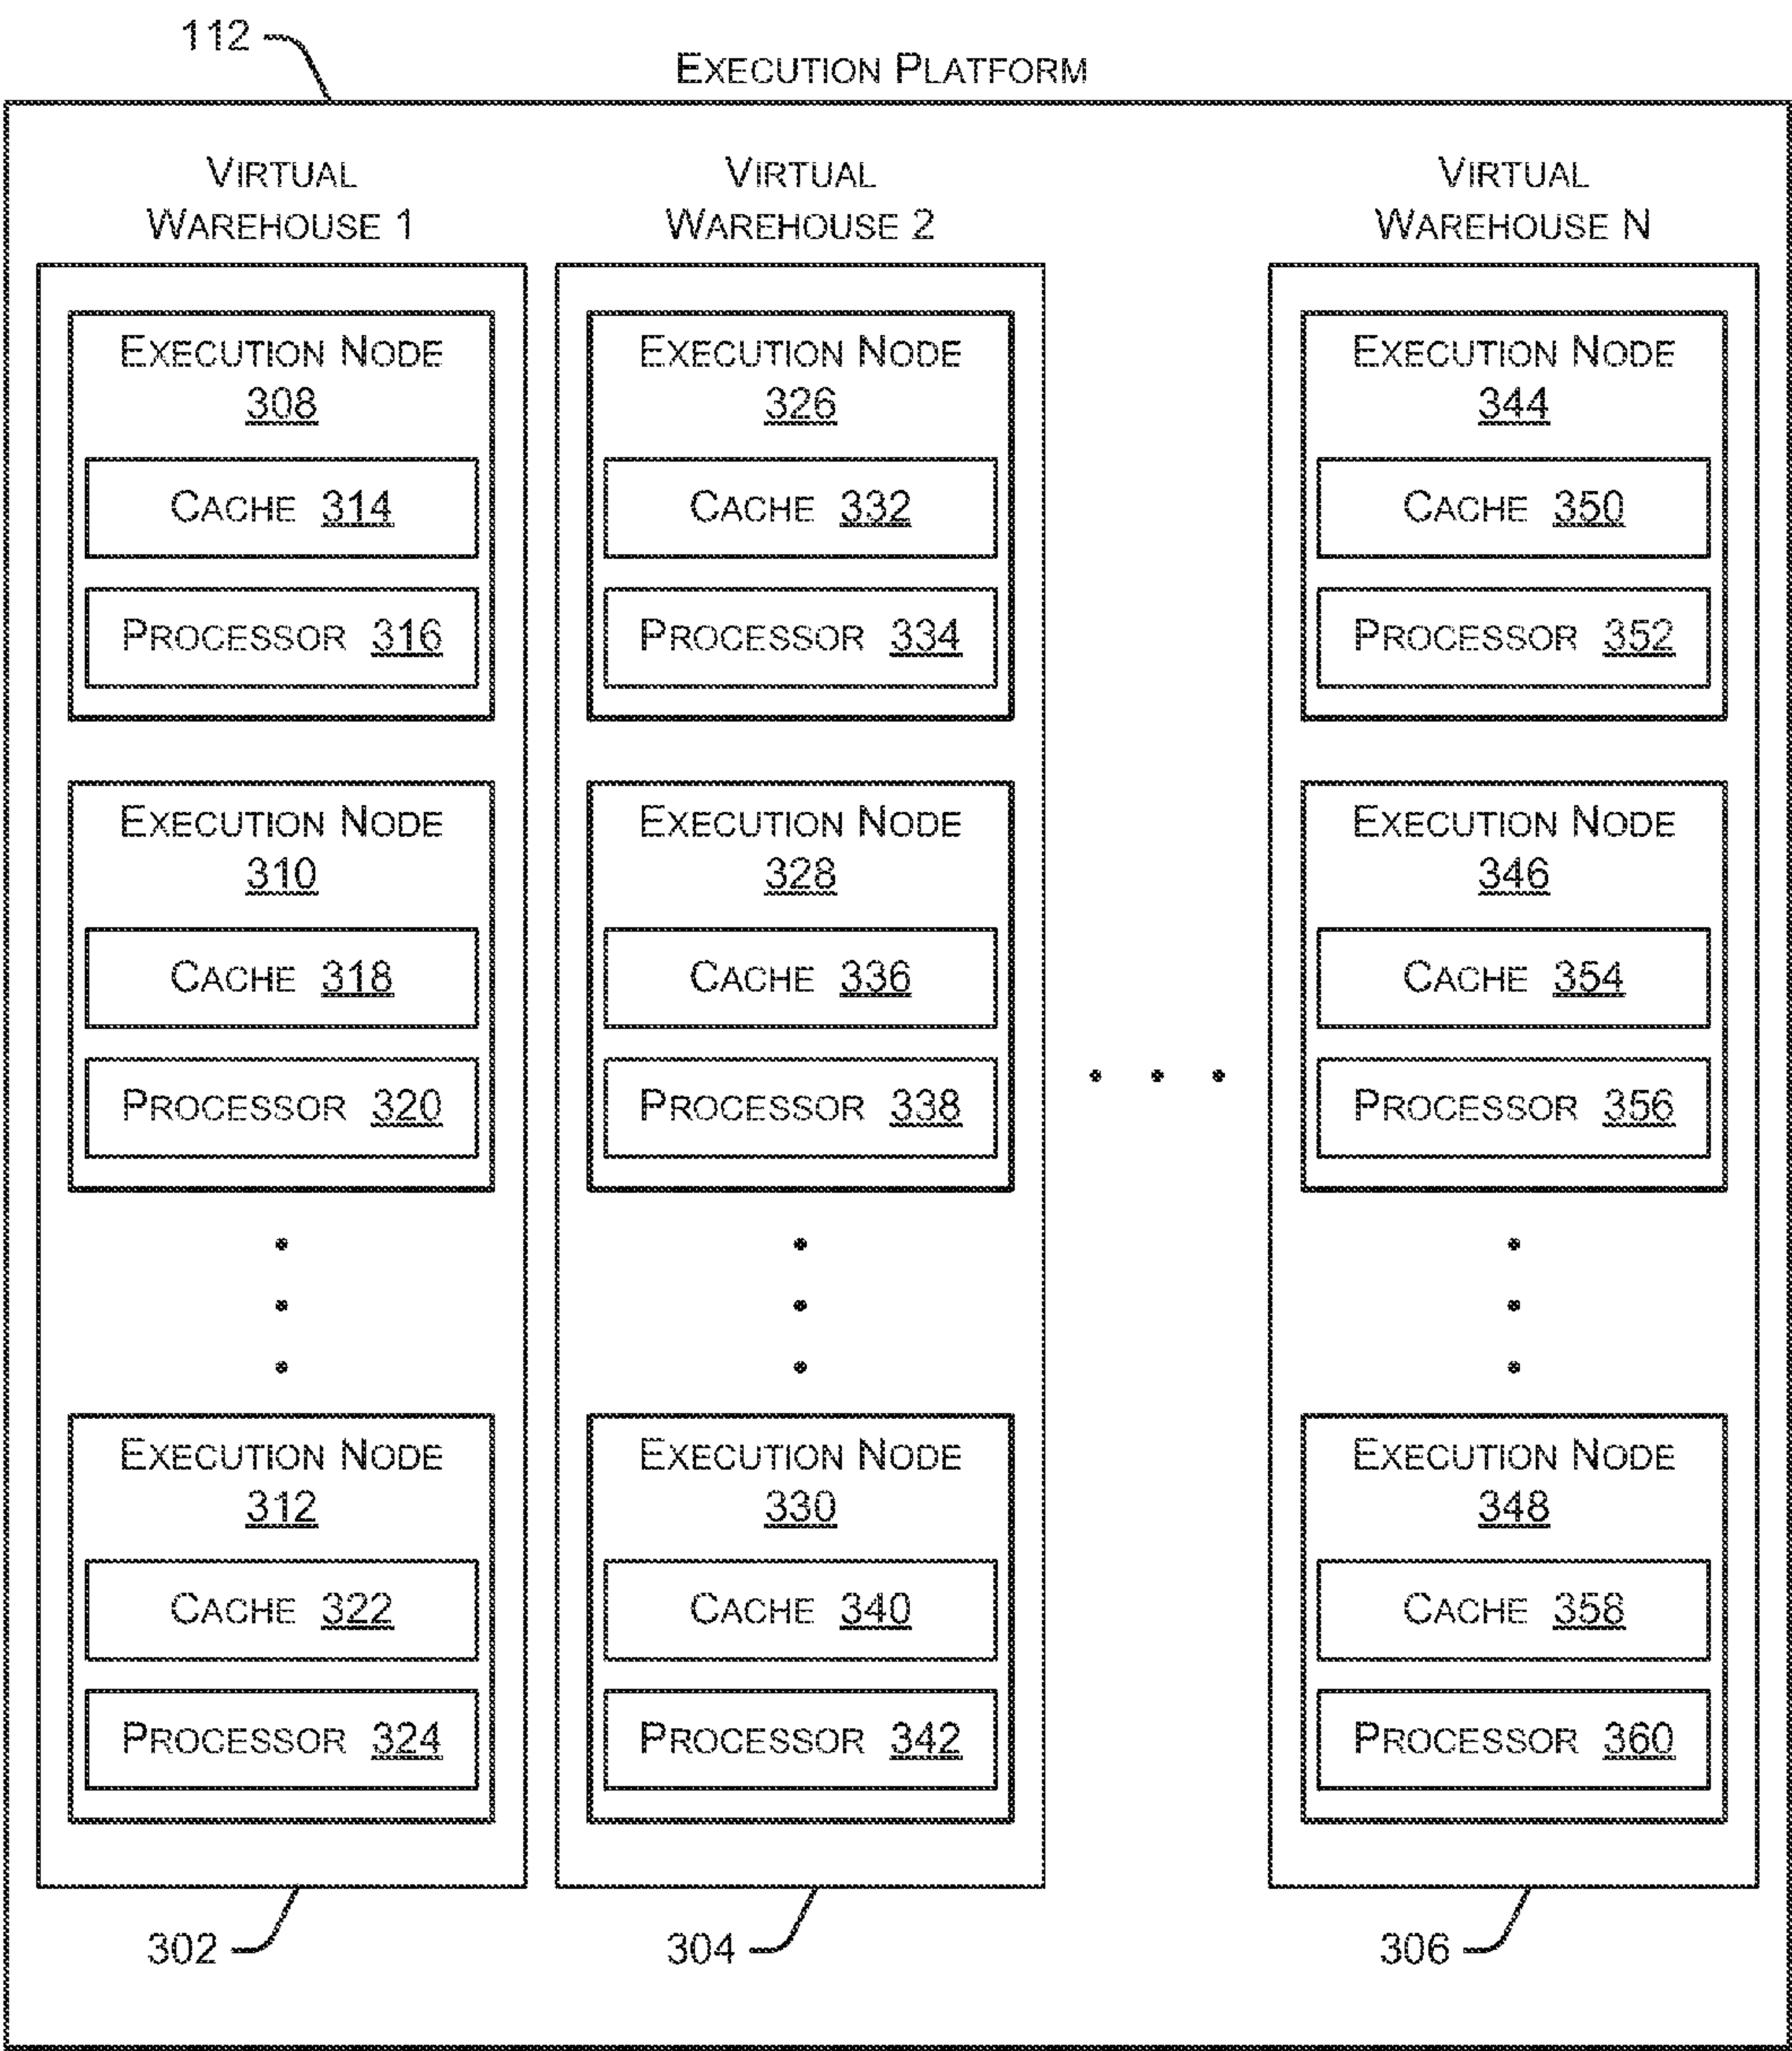 112
EXECUTION PLATFORM
VIRTUAL
WAREHOUSE 1
EXECUTION NODE
308
CACHE 314
PROCESSOR 316
EXECUTION NODE
310
CACHE 318
PROCESSOR 320
EXECUTION NODE
312
CACHE 322
PROCESSOR 324
302
VIRTUAL
WAREHOUSE 2
EXECUTION NODE
326
CACHE 332
PROCESSOR 334
EXECUTION NODE
328
CACHE 336
PROCESSOR 338
EXECUTION NODE
330
CACHE 340
PROCESSOR 342
304
VIRTUAL
WAREHOUSE N
EXECUTION NODE
344
CACHE 350
PROCESSOR 352
EXECUTION NODE
346
CACHE 354
PROCESSOR 356
EXECUTION NODE
348
CACHE 358
PROCESSOR 360
306